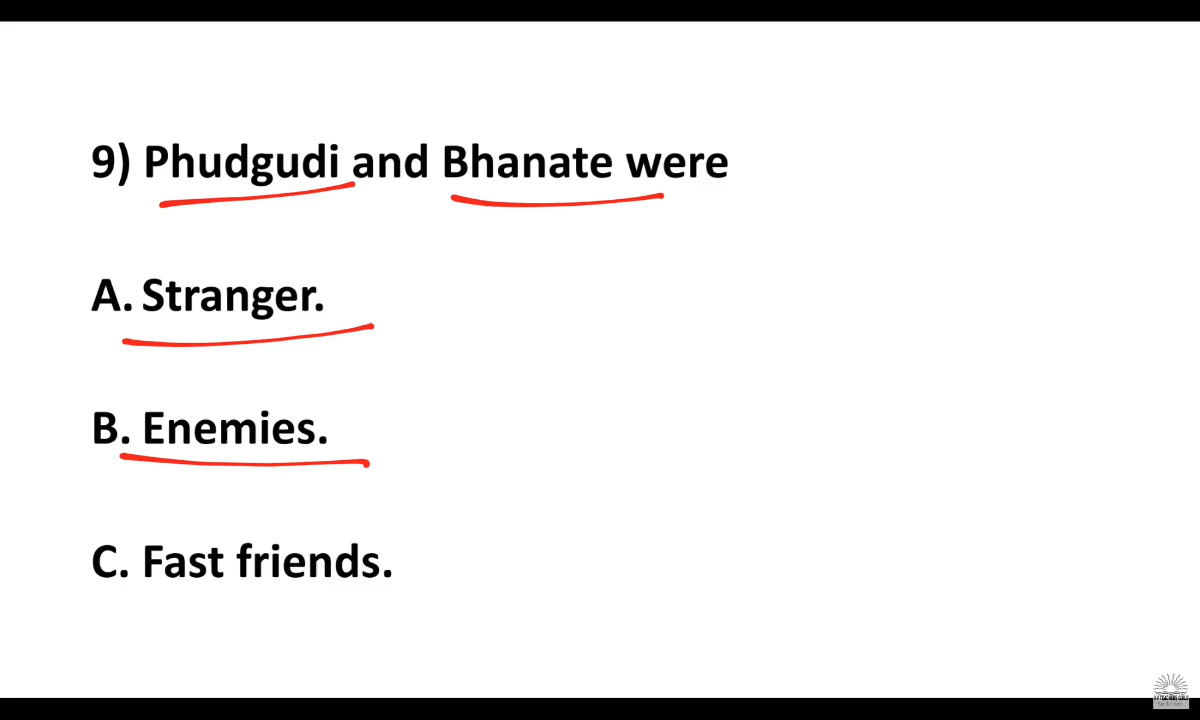 9) Phudgudi and Bhanate were
A. Stranger.
B. Enemies.
C. Fast friends.